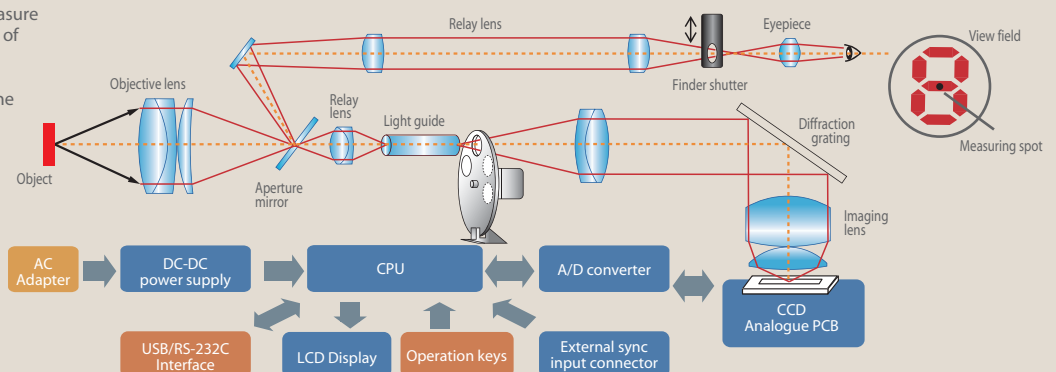 of
Relay lens
Eyepiece
View field
Finder shutter
Objective lens
Relay
lens
Light guide
Diffraction
grating
Measuring spot
Object
Aperture
mirror
Imaging
lens
AC
Adapter
DC-DC
power supply
CPU
A/D converter
CCD
Analogue PCB
USB/RS-232C
Interface
LCD Display
Operation keys
External sync
input connector